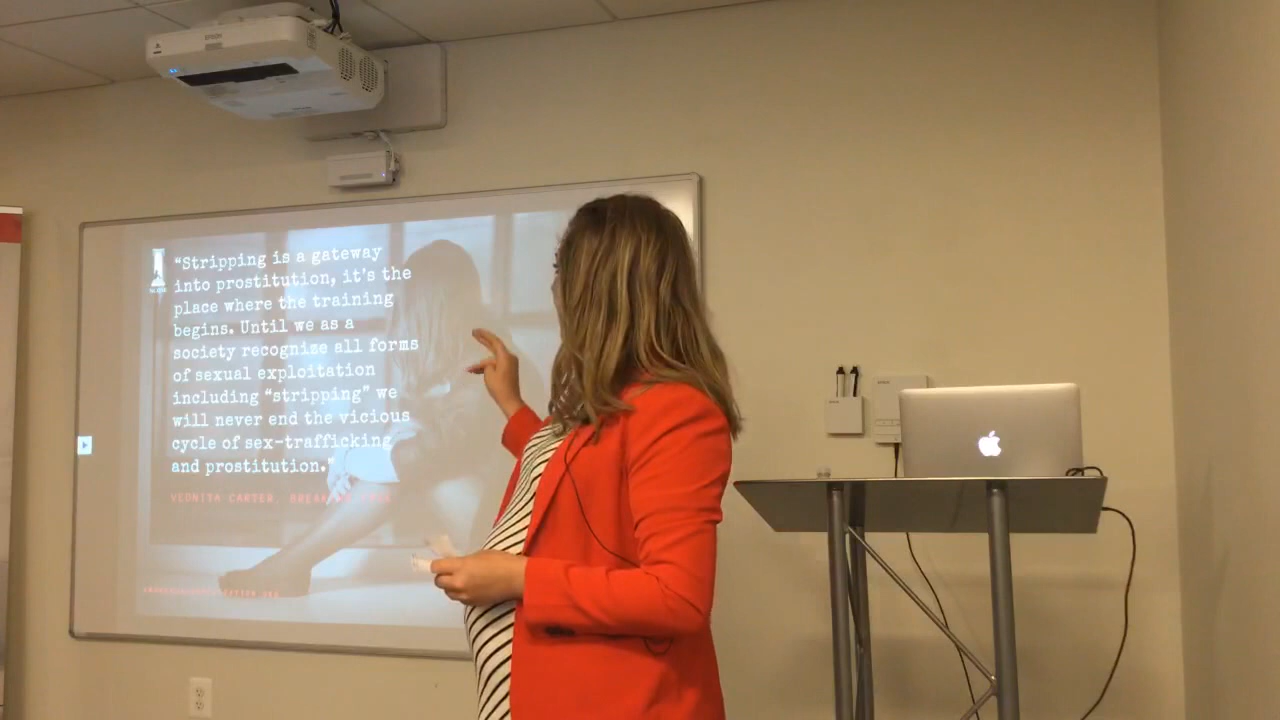 EPSON
“Stripping is a gateway
into prostitution, it's the
place where the training
begins. Until we as a
society recognize all forms
of sexual exploitation
including “stripping” we
will never end the vicious
cycle of sex-trafficking
and prostitution.”
VEDNITA CARTER,